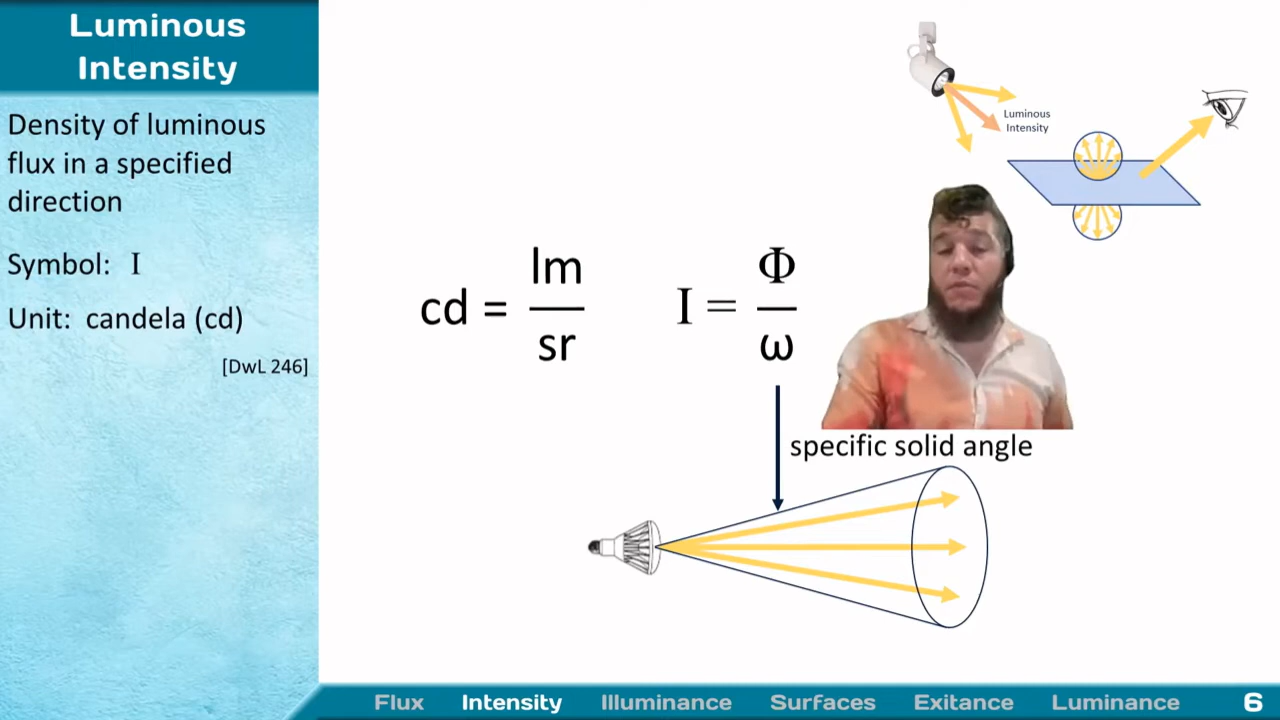 Luminous
Intensity
Density of luminous
flux in a specified
direction
Symbol: I
Unit: candela (cd)
[DwL 246]
Luminous
Intensity
cd = lm/sr
I = Φ/ω
specific solid angle
Flux Intensity Illuminance Surfaces Exitance Luminance 6